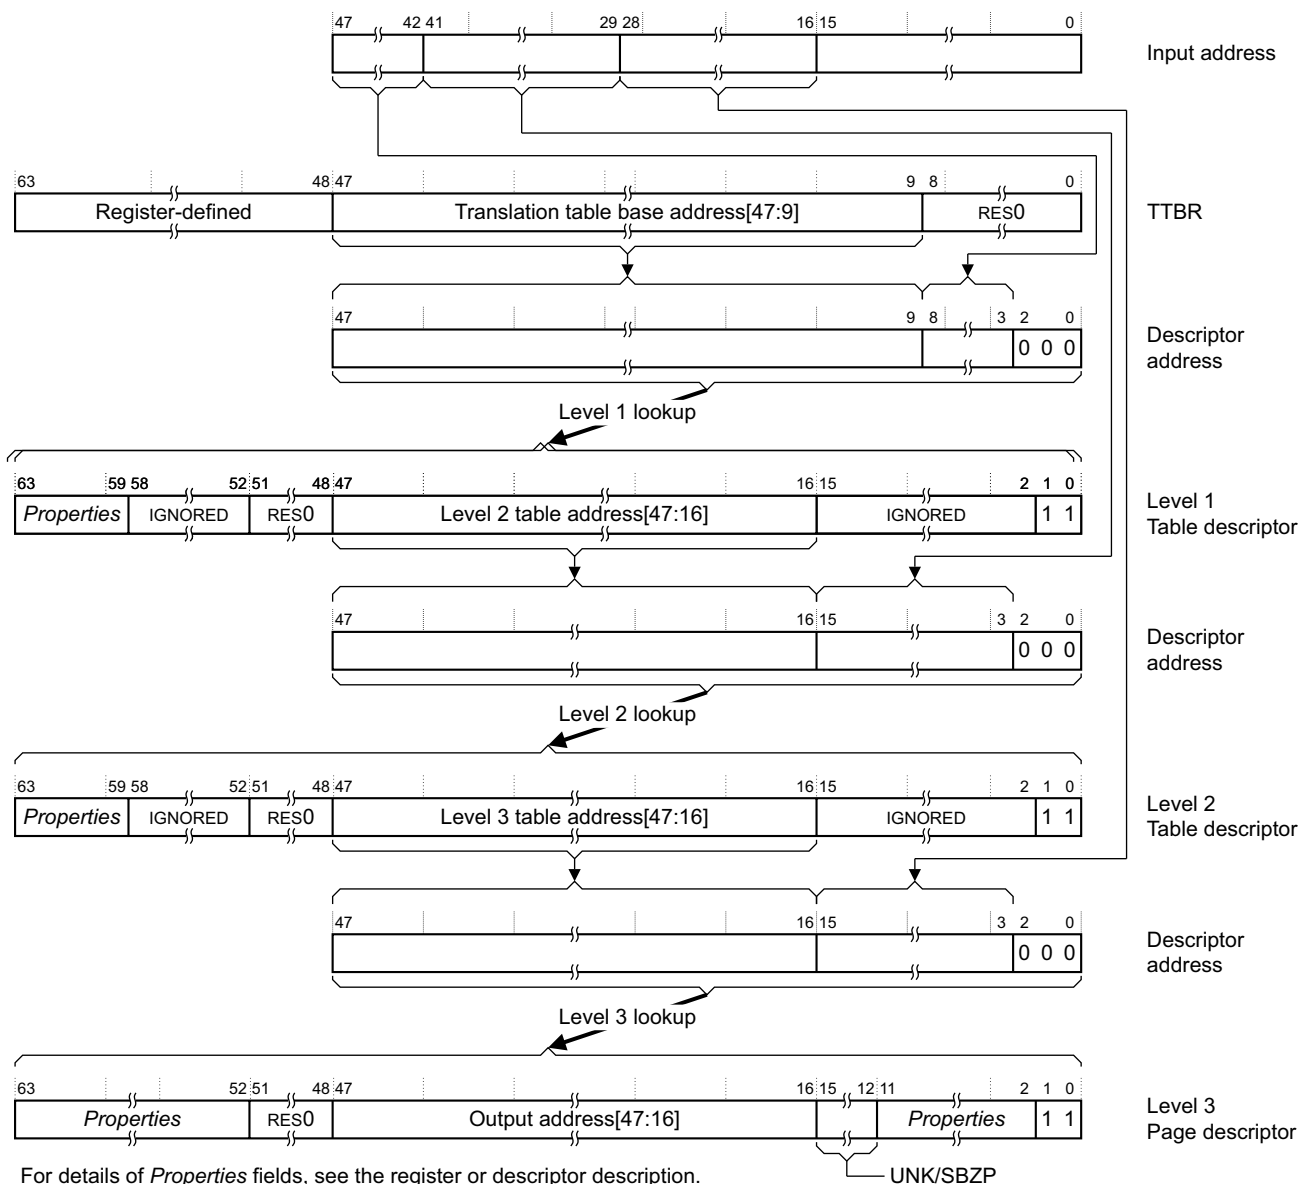 47 42 41 29 28 16 15 0
Input address
63 48 47 9 8 0
Register-defined Translation table base address[47:9] RES0
TTBR
47 9 8 3 2 0
0 0 0
Descriptor
address
Level 1 lookup
63 59 58 52 51 48 47 16 15 2 1 0
Properties IGNORED RES0 Level 2 table address[47:16] IGNORED 1 1
Level 1
Table descriptor
47 16 15 3 2 0
0 0 0
Descriptor
address
Level 2 lookup
63 59 58 52 51 48 47 16 15 2 1 0
Properties IGNORED RES0 Level 3 table address[47:16] IGNORED 1 1
Level 2
Table descriptor
47 16 15 3 2 0
0 0 0
Descriptor
address
Level 3 lookup
63 52 51 48 47 16 15 12 11 2 1 0
Properties RES0 Output address[47:16] Properties 1 1
Level 3
Page descriptor
For details of Properties fields, see the register or descriptor description.
UNK/SBZP